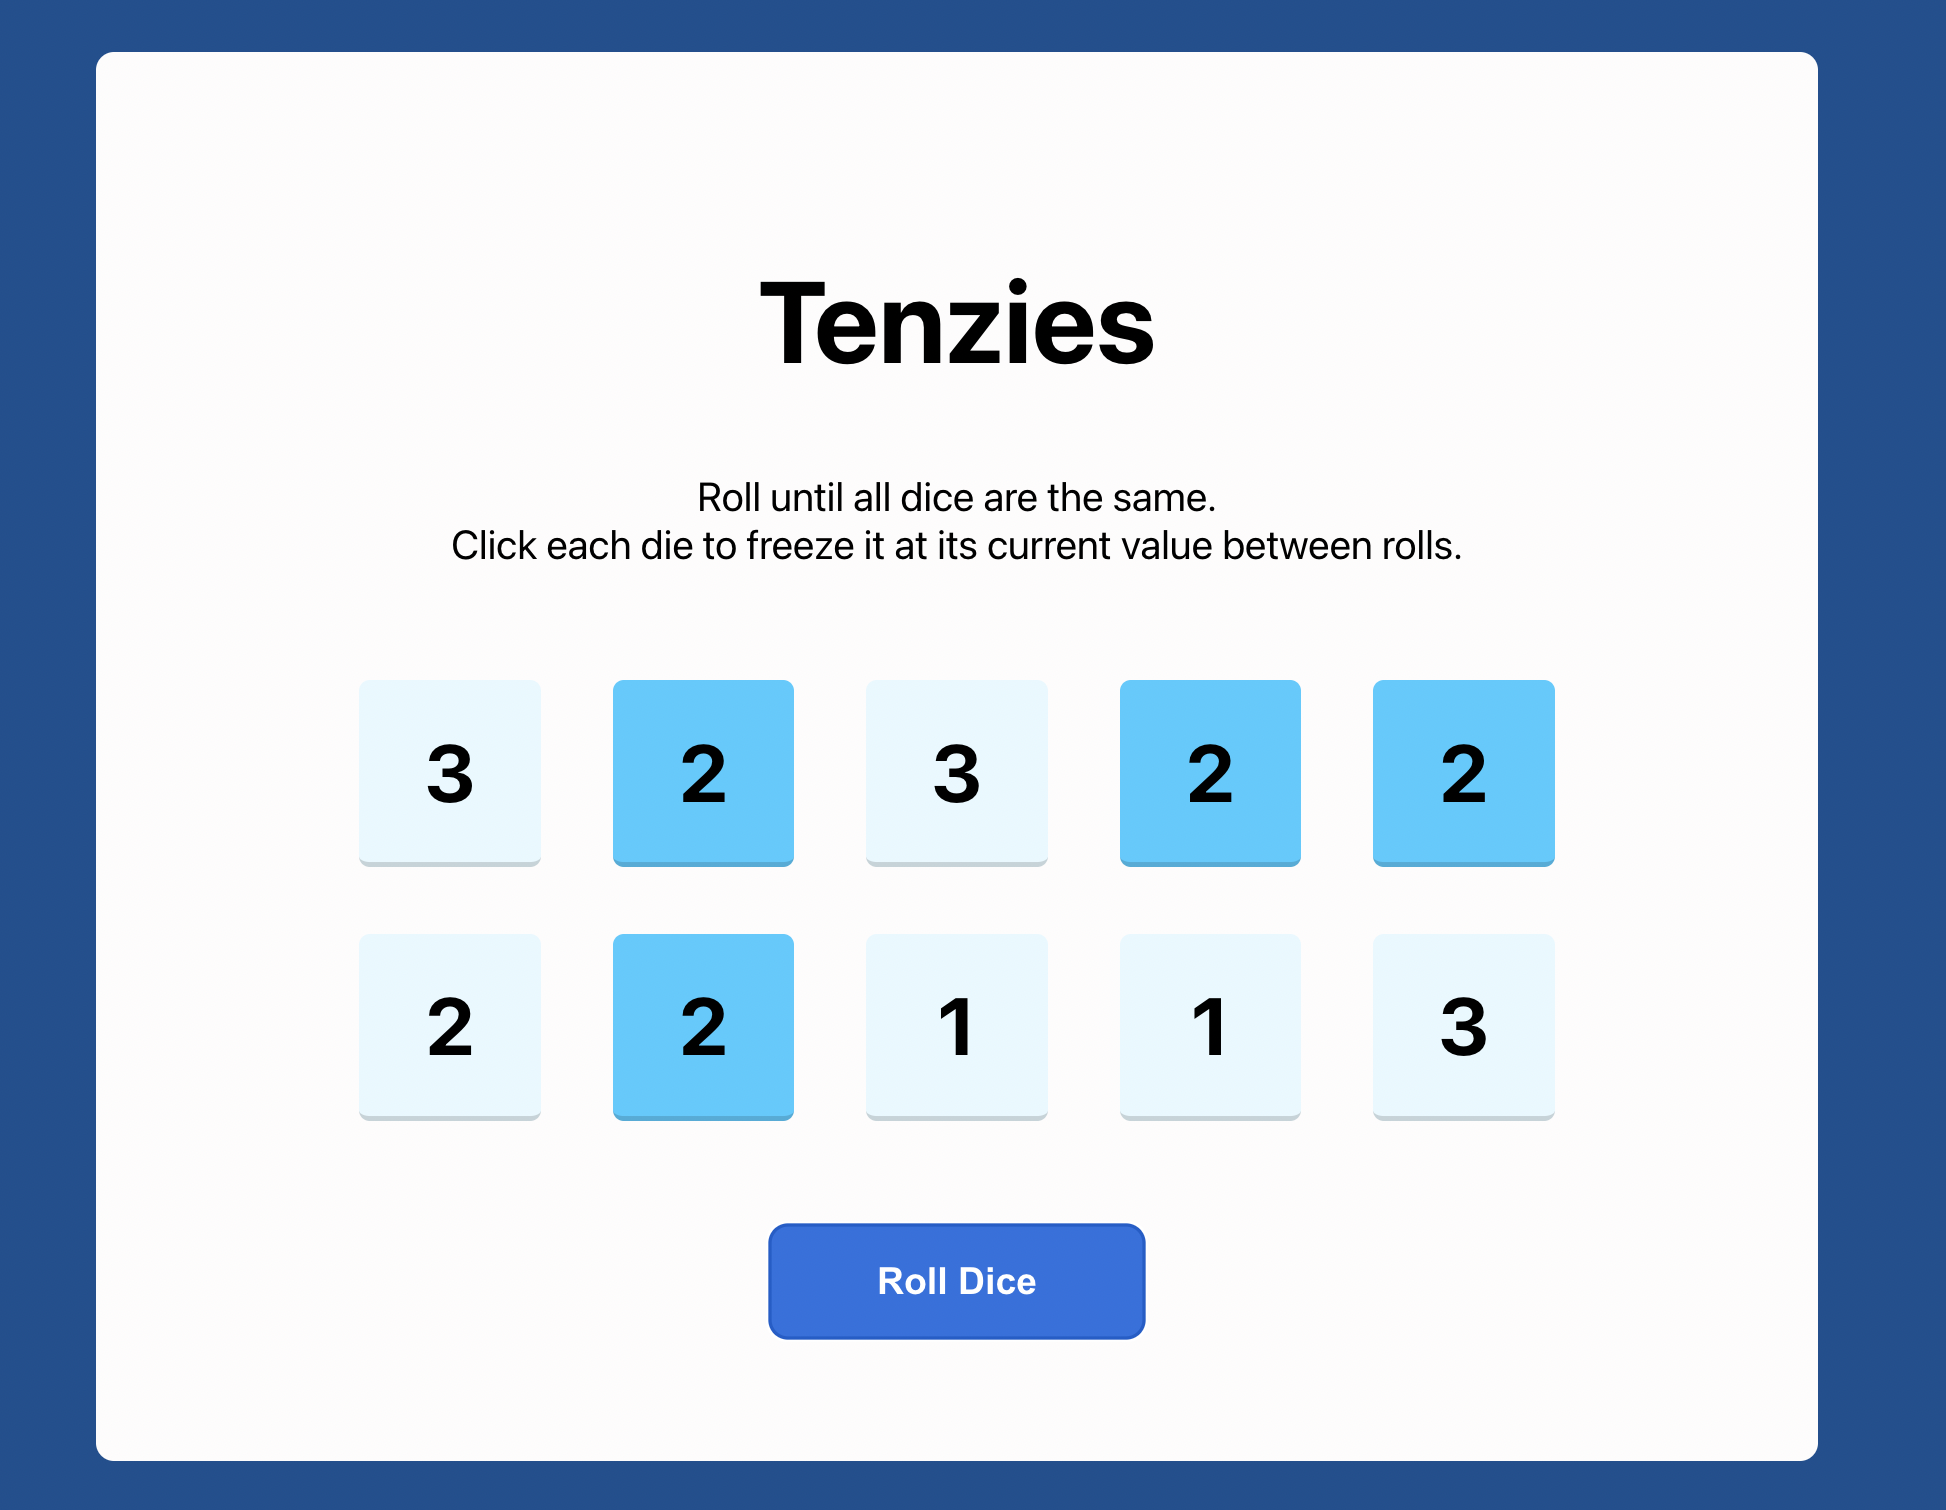 Tenzies
Roll until all dice are the same.
Click each die to freeze it at its current value between rolls.
3 2 3 2 2
2 2 1 1 3
Roll Dice